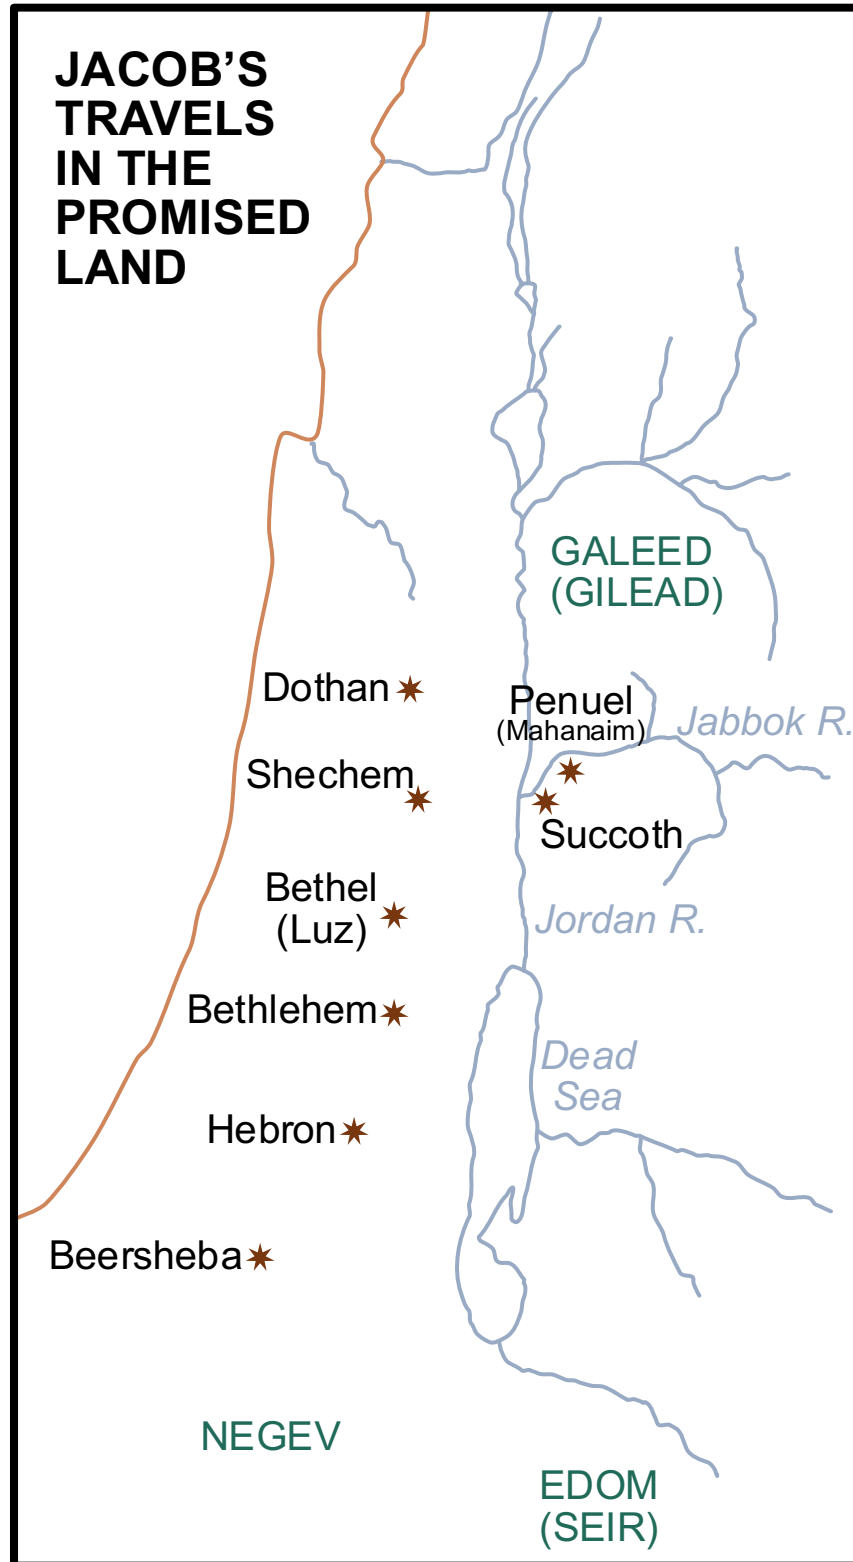 JACOB'S
TRAVELS
IN THE
PROMISED
LAND
GALEED
(GILEAD)
Dothan
Penuel
(Mahanaim)
Jabbok R.
Shechem
Succoth
Bethel
(Luz)
Jordan R.
Bethlehem
Dead
Sea
Hebron
Beersheba
NEGEV
EDOM
(SEIR)